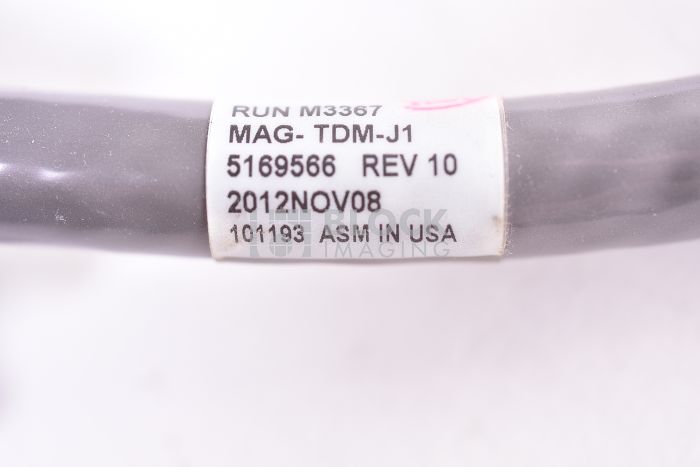 RUN M3367
MAG- TDM-J1
5169566 REV 10
2012NOV08
101193 ASM IN USA
BLOCK
IMAGING